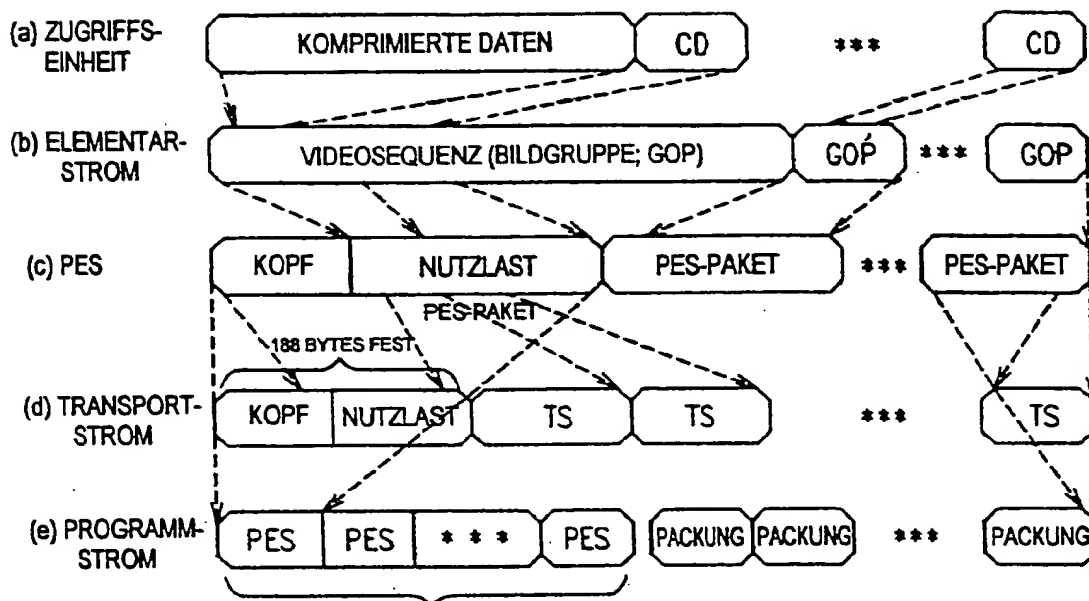 (a) ZUGRIFFS-
EINHEIT
KOMPRIMIERTE DATEN
CD
***
CD
(b) ELEMENTAR-
STROM
VIDEOSEQUENZ (BILDGRUPPE; GOP)
GOP
***
GOP
(c) PES
KOPF
NUTZLAST
PES-PAKET
***
PES-PAKET
PES-PAKET
188 BYTES FEST
(d) TRANSPORT-
STROM
KOPF
NUTZLAST
TS
TS
***
TS
(e) PROGRAMM-
STROM
PES
PES
***
PES
PACKUNG
PACKUNG
***
PACKUNG